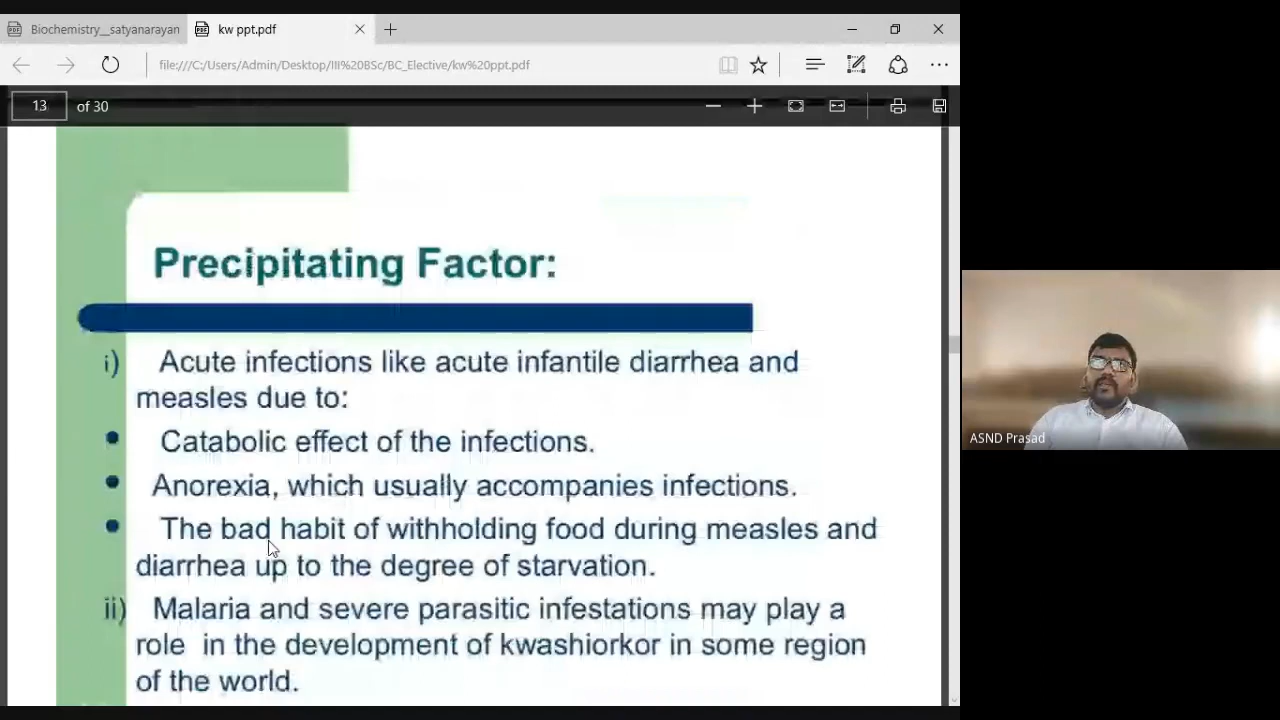 Biochemistry__satyanarayan
kw ppt.pdf
file:///C:/Users/Admin/Desktop/III%20BSc/BC_Elective/kw%20ppt.pdf
13 of 30
Precipitating Factor:
i) Acute infections like acute infantile diarrhea and
measles due to:
• Catabolic effect of the infections.
• Anorexia, which usually accompanies infections.
• The bad habit of withholding food during measles and
diarrhea up to the degree of starvation.
ii) Malaria and severe parasitic infestations may play a
role in the development of kwashiorkor in some region
of the world.
ASND Prasad